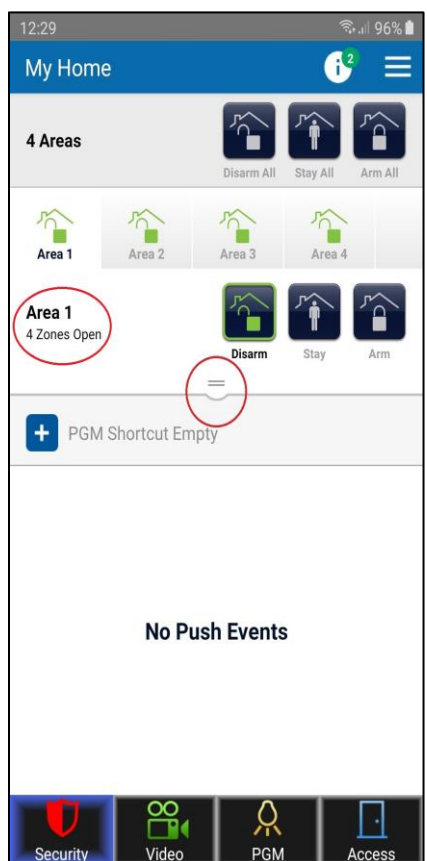 12:29 96%
My Home i 2
4 Areas
Disarm All Stay All Arm All
Area 1 Area 2 Area 3 Area 4
Area 1
4 Zones Open
Disarm Stay Arm
PGM Shortcut Empty
No Push Events
Security Video PGM Access